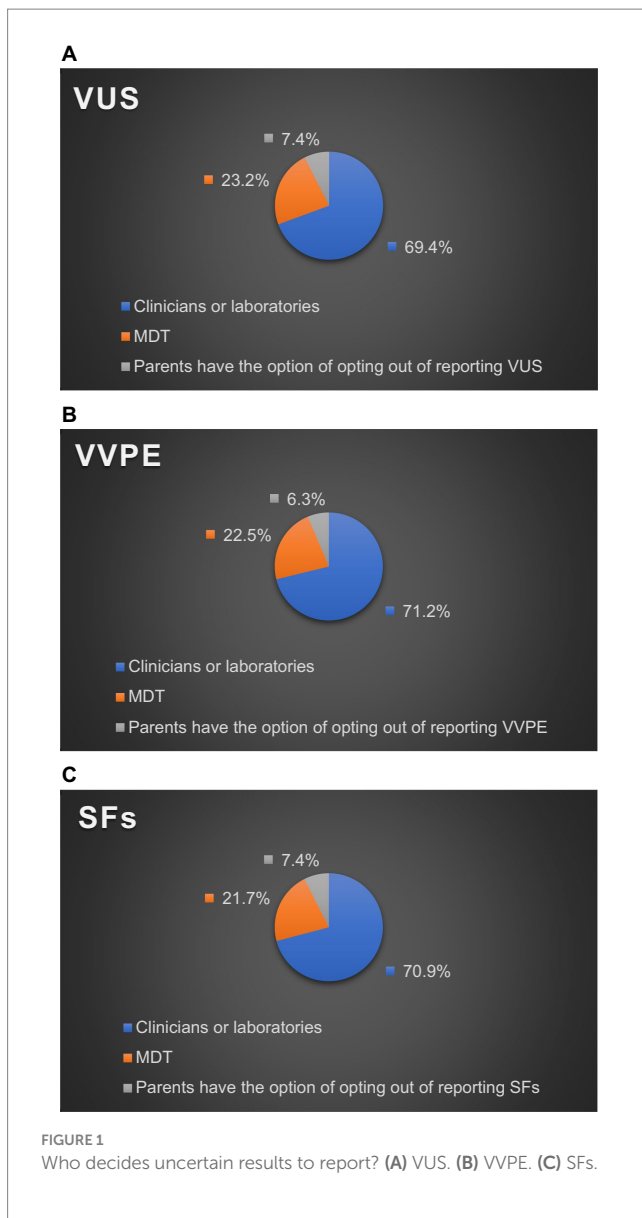 A
VUS
7.4%
23.2%
69.4%
Clinicians or laboratories
MDT
Parents have the option of opting out of reporting VUS
B
VVPE
6.3%
22.5%
71.2%
Clinicians or laboratories
MDT
Parents have the option of opting out of reporting VVPE
C
SFs
7.4%
21.7%
70.9%
Clinicians or laboratories
MDT
Parents have the option of opting out of reporting SFs
FIGURE 1
Who decides uncertain results to report? (A) VUS. (B) VVPE. (C) SFs.